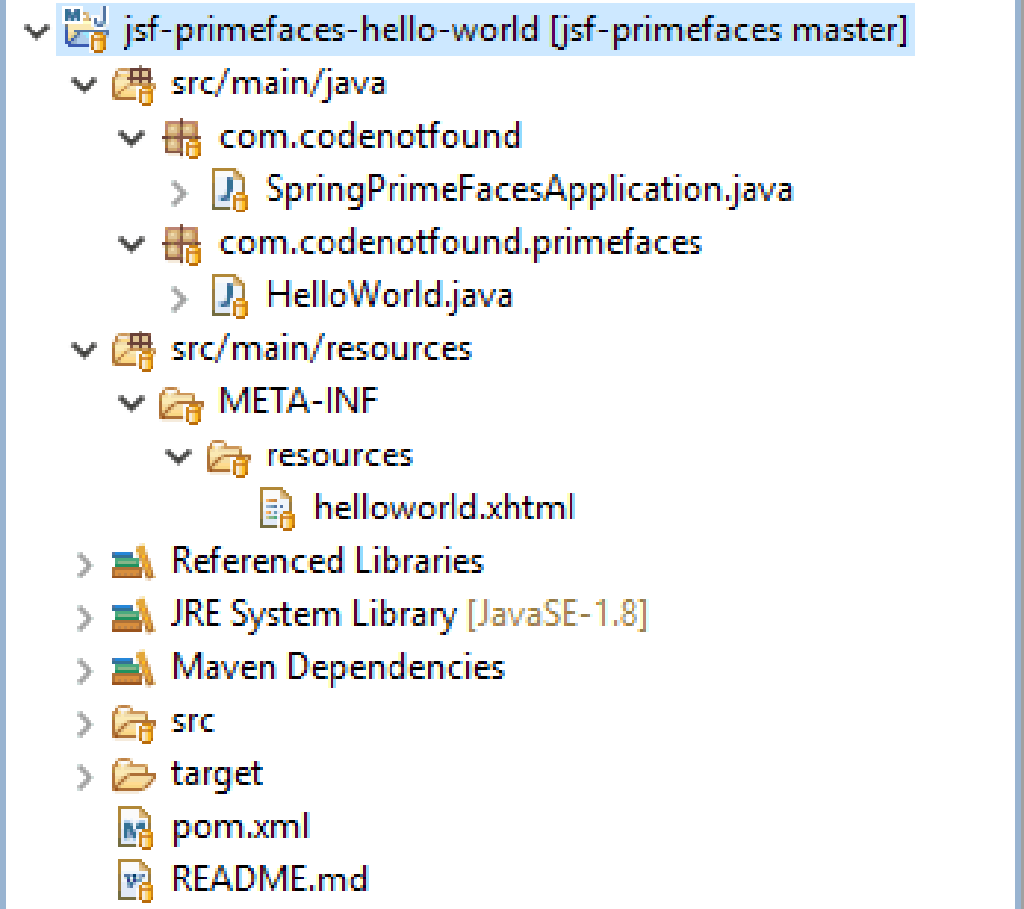 jsf-primefaces-hello-world [jsf-primefaces master]
src/main/java
com.codenotfound
SpringPrimeFacesApplication.java
com.codenotfound.primefaces
HelloWorld.java
src/main/resources
META-INF
resources
helloworld.xhtml
Referenced Libraries
JRE System Library [JavaSE-1.8]
Maven Dependencies
src
target
pom.xml
README.md